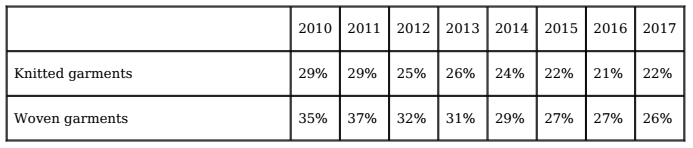 2010 2011 2012 2013 2014 2015 2016 2017
Knitted garments 29% 29% 25% 26% 24% 22% 21% 22%
Woven garments 35% 37% 32% 31% 29% 27% 27% 26%